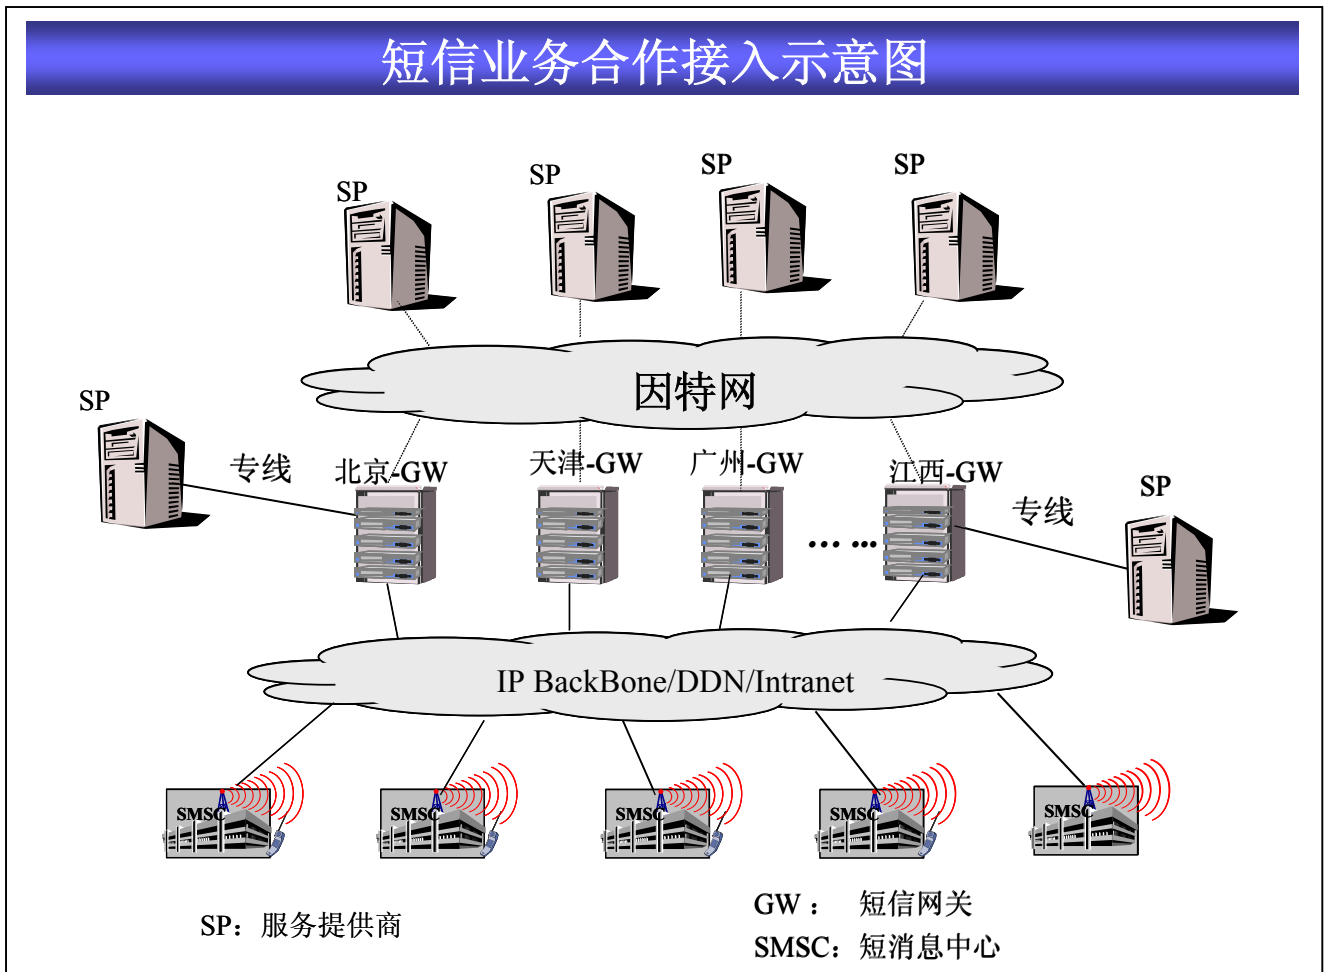 短信业务合作接入示意图
SP
SP
SP
SP
因特网
SP
专线
北京-GW
天津-GW
广州-GW
江西-GW
SP
专线
... ...
IP BackBone/DDN/Intranet
SMSC
SMSC
SMSC
SMSC
SMSC
SP：服务提供商
GW： 短信网关
SMSC：短消息中心